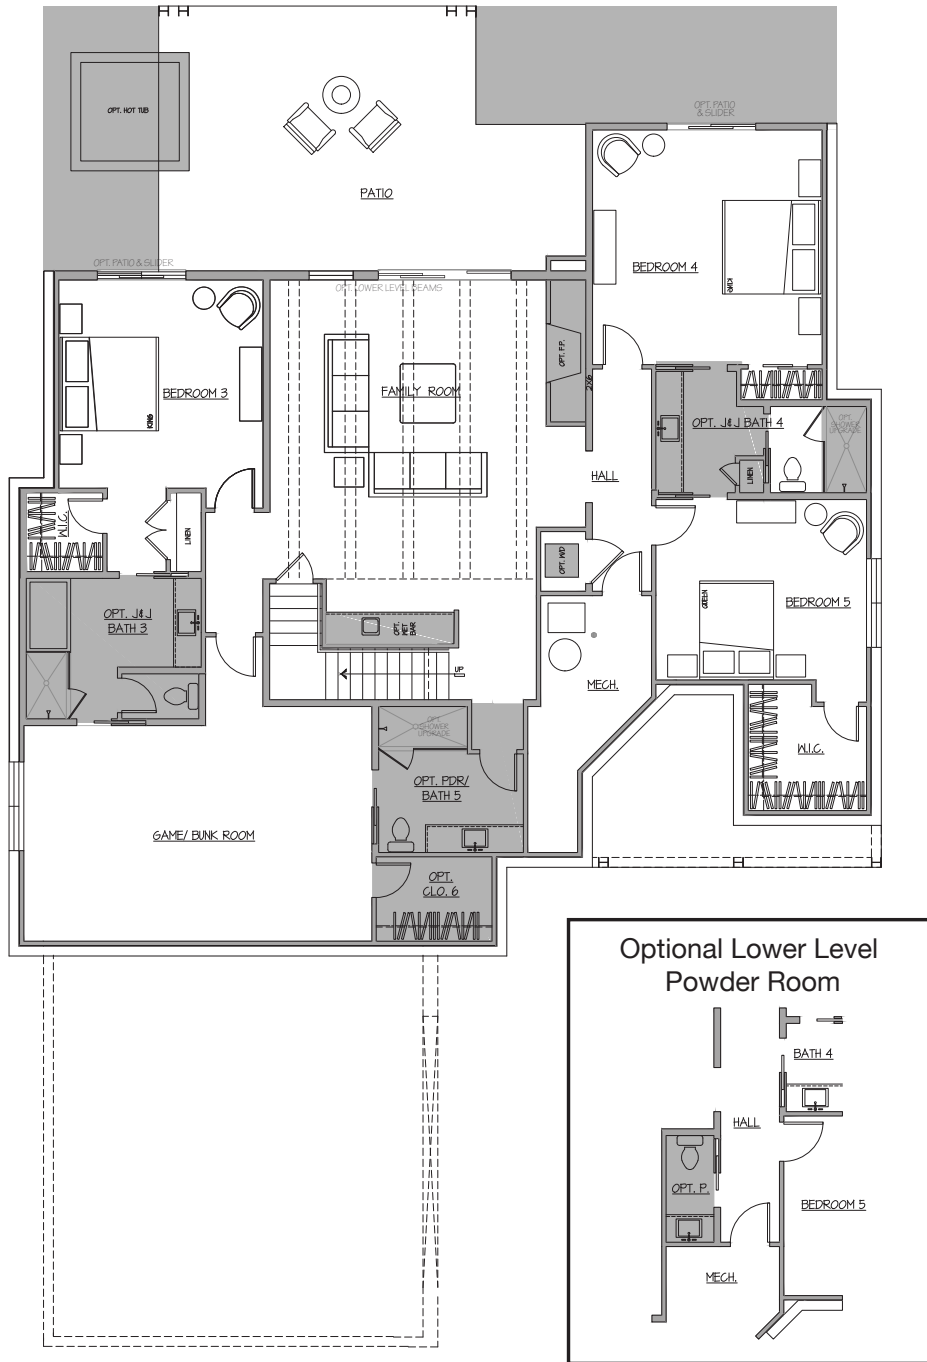 OPT. HOT TUB
OPT. PATIO
& SLIDER
PATIO
OPT. PATIO & SLIDER
OPT. LOWER LEVEL BEAMS
BEDROOM 4
KING
BEDROOM 3
KING
FAMILY ROOM
OPT. F.P.
2X6
OPT. J&J BATH 4
OPT.
SHOWER
UPGRADE
LINEN
HALL
W.I.C.
LINEN
OPT. W/D
QUEEN
BEDROOM 5
OPT. J&J
BATH 3
OPT.
WET
BAR
UP
MECH.
OPT.
SHOWER
UPGRADE
W.I.C.
OPT. PDR/
BATH 5
GAME/ BUNK ROOM
OPT.
CLO. 6
Optional Lower Level
Powder Room
BATH 4
HALL
OPT. P.
BEDROOM 5
MECH.